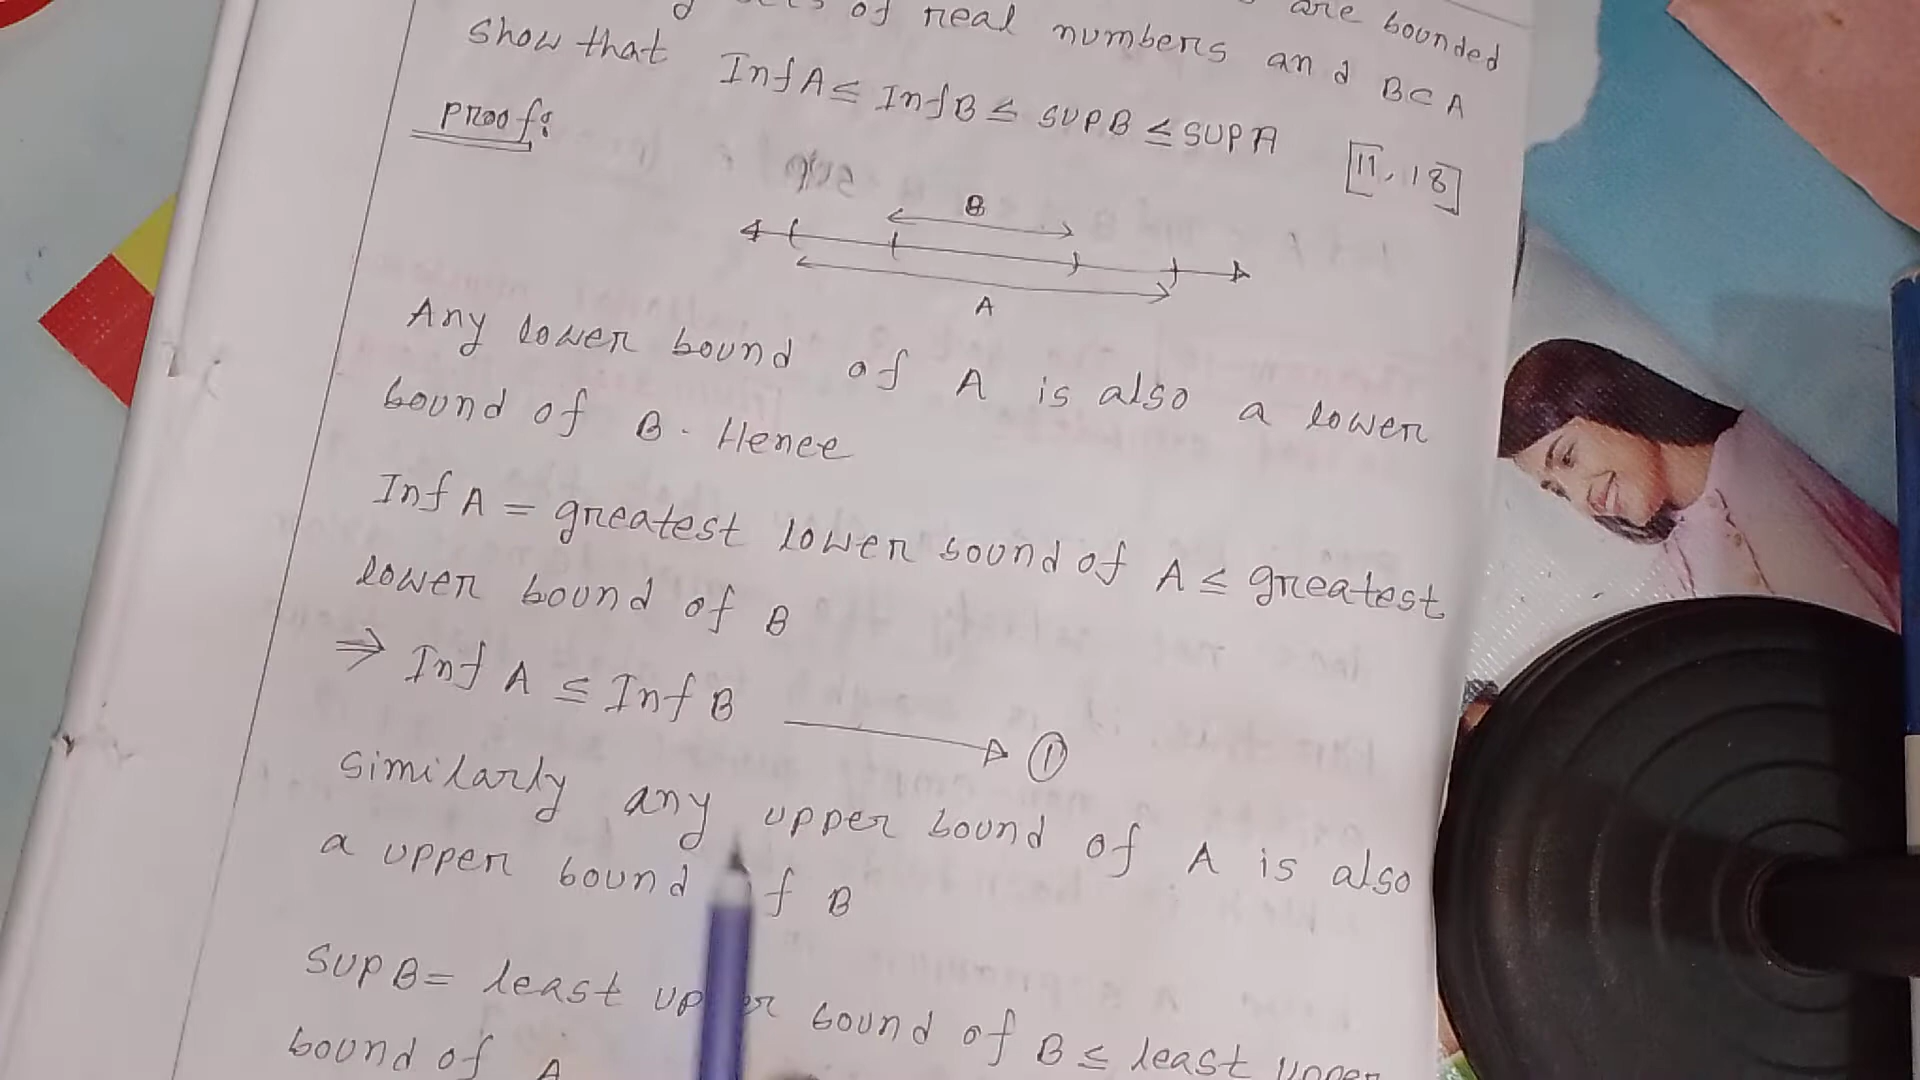 of real numbers and are bounded
Show that Inf A ≤ Inf B ≤ SUP B ≤ SUP A B⊂A
Proof: [11, 18]
B
A
Any lower bound of A is also a lower
bound of B. Hence
Inf A = greatest lower bound of A ≤ greatest
lower bound of B
⇒ Inf A ≤ Inf B → ①
Similarly any upper bound of A is also
a upper bound of B
SUP B = least upper bound of B ≤ least upper
bound of A